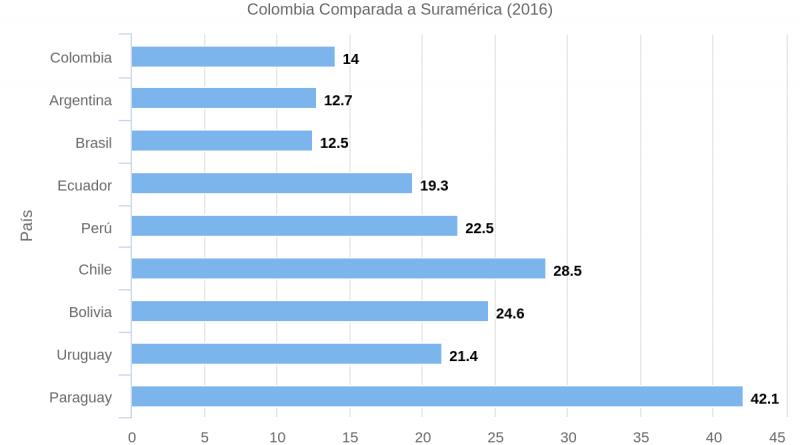 Colombia Comparada a Suramérica (2016)
País
Colombia 14
Argentina 12.7
Brasil 12.5
Ecuador 19.3
Perú 22.5
Chile 28.5
Bolivia 24.6
Uruguay 21.4
Paraguay 42.1
0 5 10 15 20 25 30 35 40 45